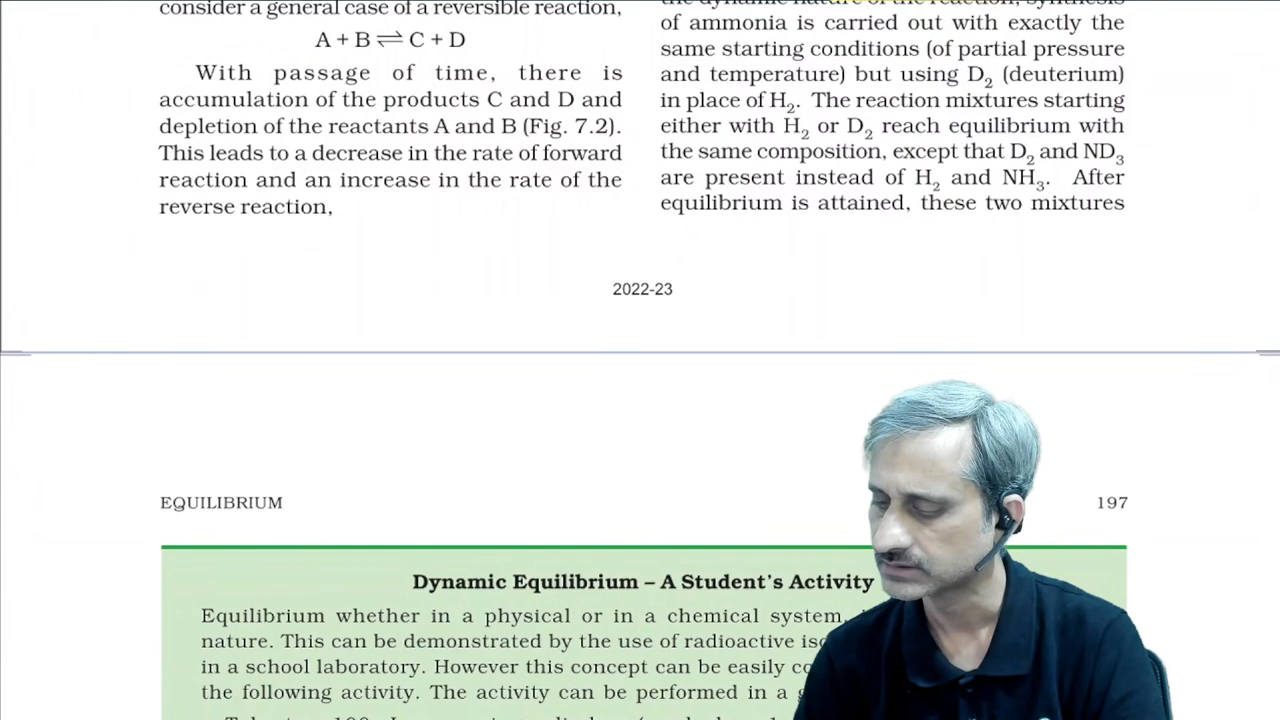 consider a general case of a reversible reaction,
A + B ⇌ C + D
With passage of time, there is
accumulation of the products C and D and
depletion of the reactants A and B (Fig. 7.2).
This leads to a decrease in the rate of forward
reaction and an increase in the rate of the
reverse reaction,
the dynamic nature of the reaction, synthesis
of ammonia is carried out with exactly the
same starting conditions (of partial pressure
and temperature) but using D₂ (deuterium)
in place of H₂. The reaction mixtures starting
either with H₂ or D₂ reach equilibrium with
the same composition, except that D₂ and ND₃
are present instead of H₂ and NH₃. After
equilibrium is attained, these two mixtures
2022-23
EQUILIBRIUM
197
Dynamic Equilibrium – A Student's Activity
Equilibrium whether in a physical or in a chemical system,
nature. This can be demonstrated by the use of radioactive
in a school laboratory. However this concept can be easily
the following activity. The activity can be performed in a